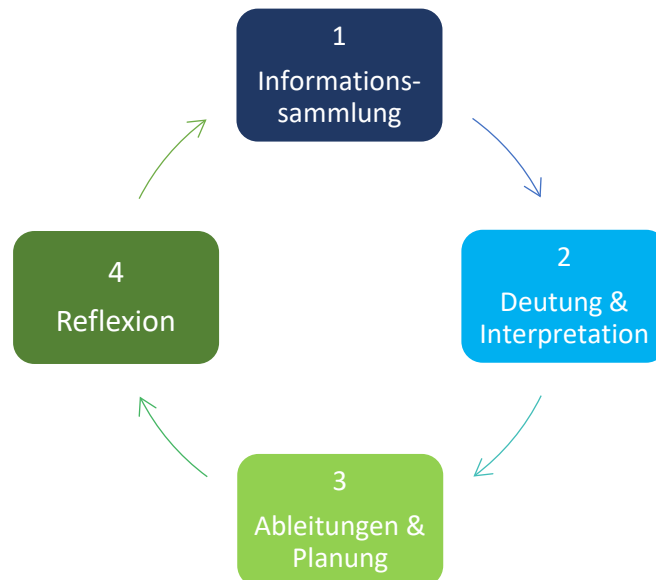 1
Informations-
sammlung
2
Deutung &
Interpretation
3
Ableitungen &
Planung
4
Reflexion